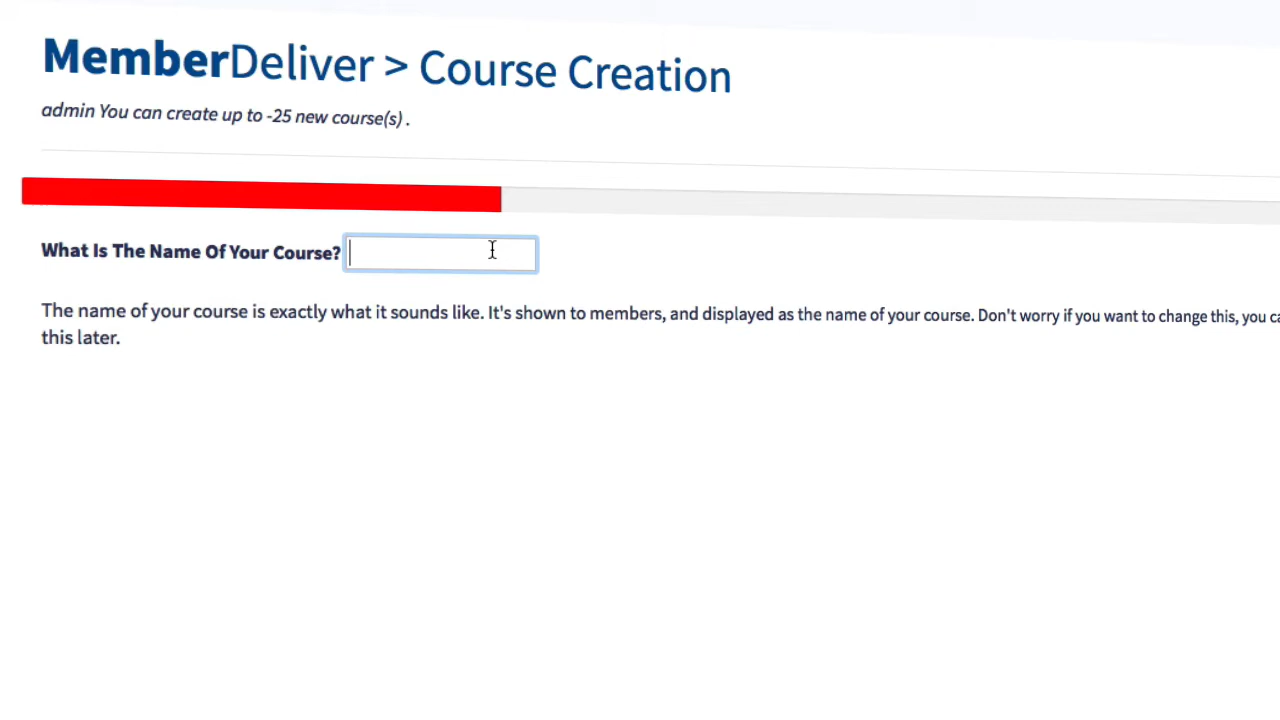 MemberDeliver > Course Creation
admin You can create up to -25 new course(s) .
What Is The Name Of Your Course?
The name of your course is exactly what it sounds like. It's shown to members, and displayed as the name of your course. Don't worry if you want to change this, you
this later.